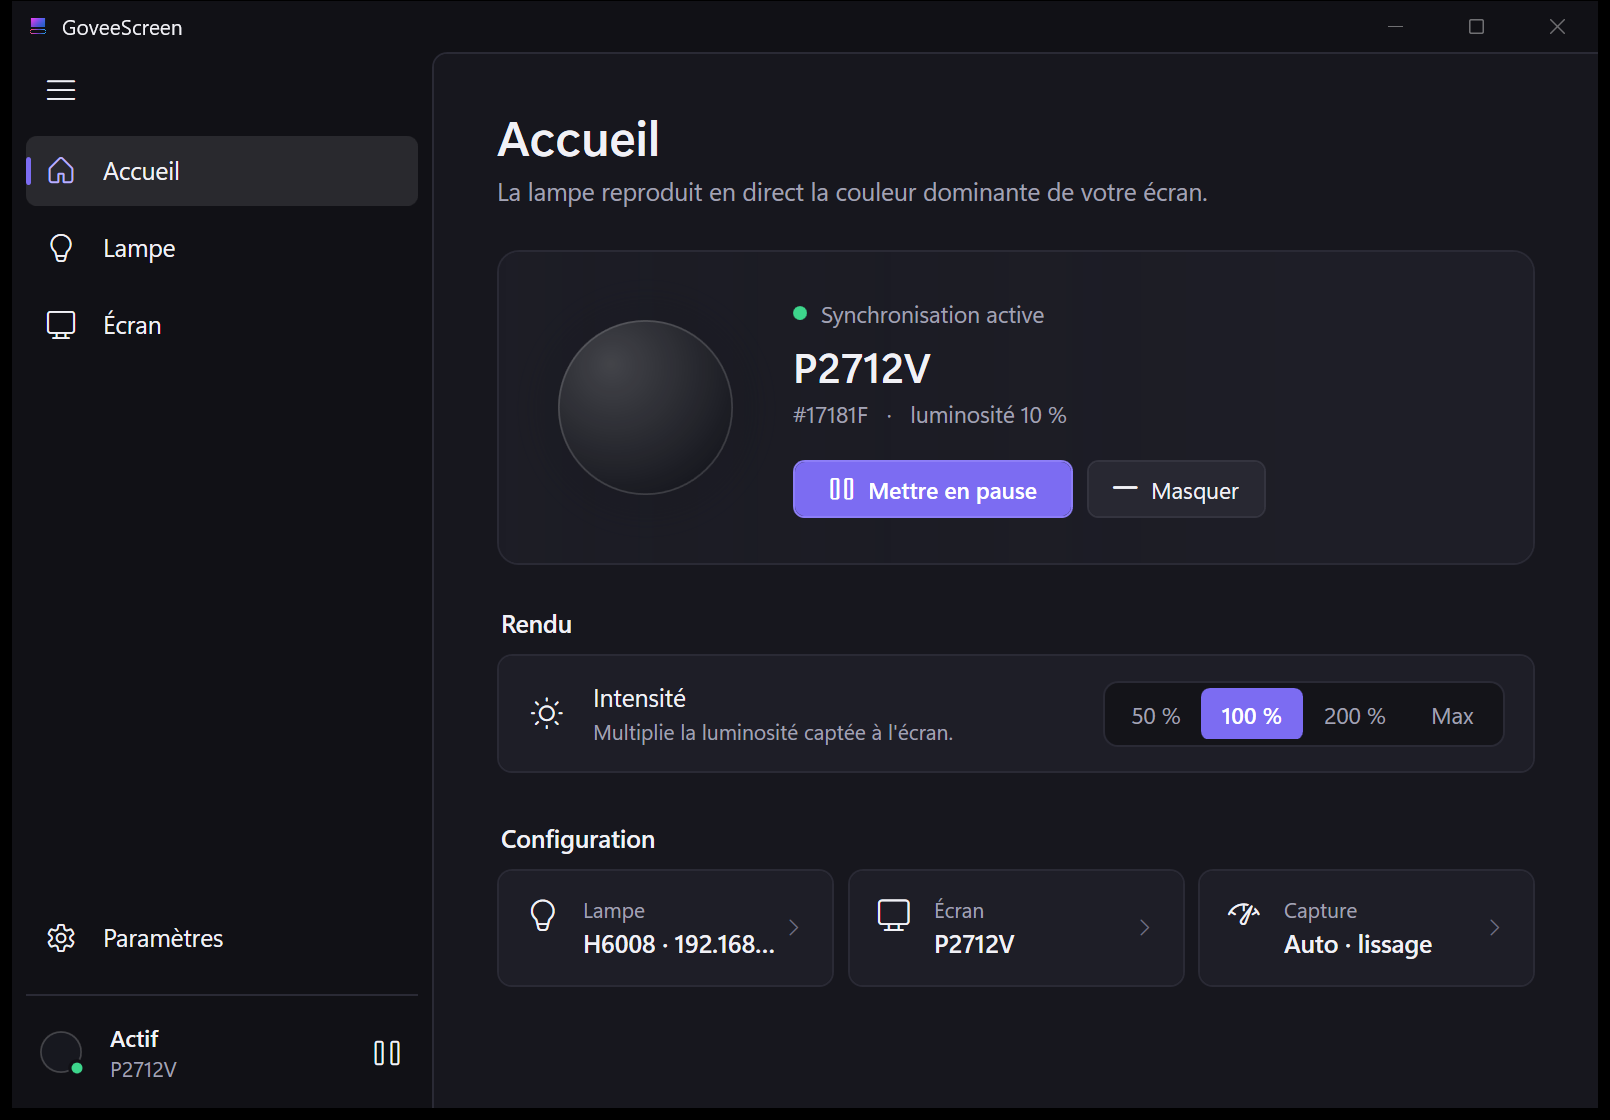 GoveeScreen
Accueil
Lampe
Écran
Paramètres
Actif
P2712V
Accueil
La lampe reproduit en direct la couleur dominante de votre écran.
Synchronisation active
P2712V
#17181F · luminosité 10 %
Mettre en pause
Masquer
Rendu
Intensité
Multiplie la luminosité captée à l'écran.
50 % 100 % 200 % Max
Configuration
Lampe
H6008 · 192.168...
Écran
P2712V
Capture
Auto · lissage